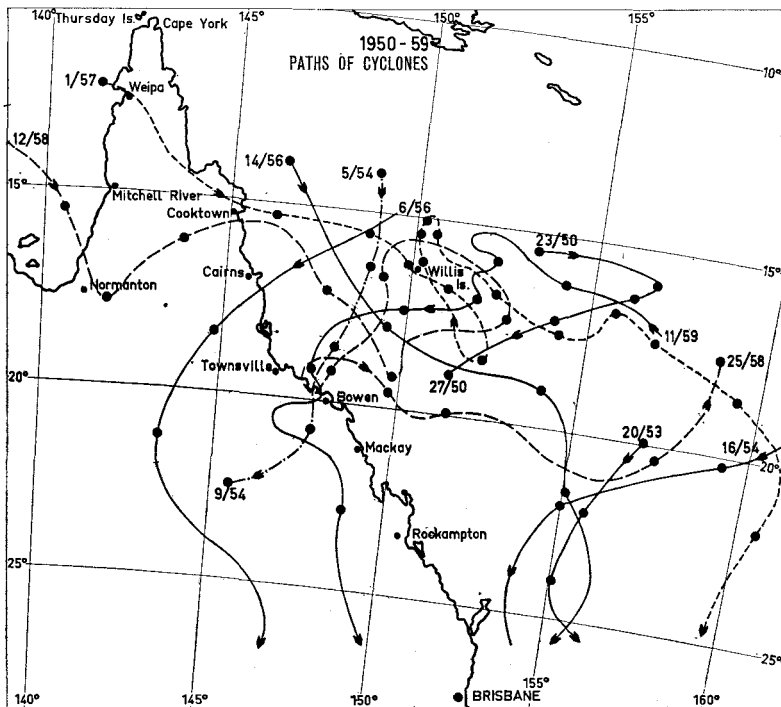 140°
Thursday Is.
Cape York
145°
150°
155°
1950-59
PATHS OF CYCLONES
10°
1/57
Weipa
12/58
14/56
5/54
15°
Mitchell River
6/56
Cooktown
23/50
Cairns
Willis
Is.
15°
Normanton
11/59
Townsville
27/50
25/58
20°
Bowen
20/53
16/54
Mackay
20°
9/54
Rockampton
25°
25°
140°
145°
150°
BRISBANE
155°
160°